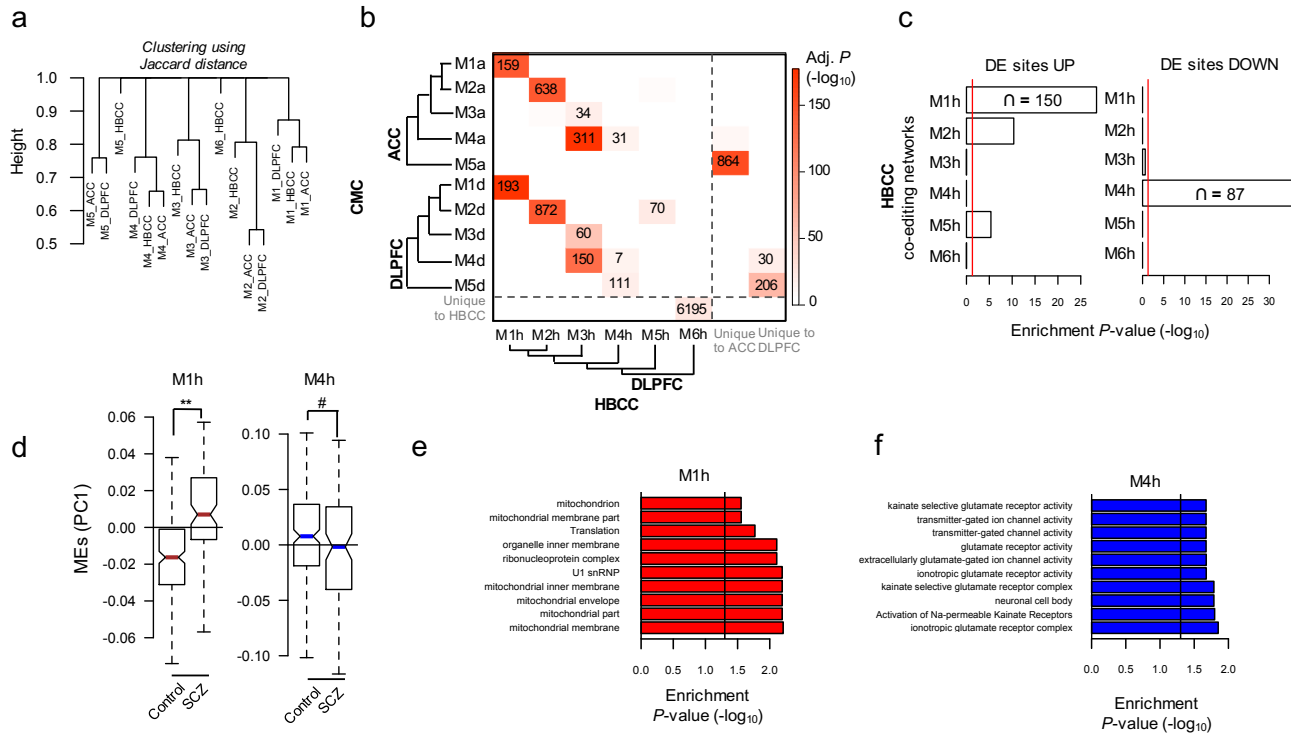 a
Clustering using
Jaccard distance
Height
1.0
0.9
0.8
0.7
0.6
0.5
M5_ACC
M5_DLPFC
M5_HBCC
M4_DLPFC
M4_HBCC
M4_ACC
M3_HBCC
M3_ACC
M3_DLPFC
M6_HBCC
M2_HBCC
M2_ACC
M2_DLPFC
M1_DLPFC
M1_HBCC
M1_ACC
b
CMC
ACC
DLPFC
M1a
M2a
M3a
M4a
M5a
M1d
M2d
M3d
M4d
M5d
Unique
to HBCC
159
638
34
311 31
864
193
872 70
60
150 7 30
111 206
6195
M1h M2h M3h M4h M5h M6h
Unique
to ACC
Unique to
DLPFC
DLPFC
HBCC
Adj. P
(-log10)
150
100
50
0
c
DE sites UP
DE sites DOWN
HBCC
co-editing networks
M1h
M2h
M3h
M4h
M5h
M6h
∩ = 150
0 5 10 15 25
M1h
M2h
M3h
M4h
M5h
M6h
∩ = 87
0 5 10 20 30
Enrichment P-value (-log10)
d
M1h
**
MEs (PC1)
0.06
0.04
0.02
0.00
-0.02
-0.04
-0.06
Control
SCZ
M4h
#
0.10
0.05
0.00
-0.05
-0.10
Control
SCZ
e
M1h
mitochondrion
mitochondrial membrane part
Translation
organelle inner membrane
ribonucleoprotein complex
U1 snRNP
mitochondrial inner membrane
mitochondrial envelope
mitochondrial part
mitochondrial membrane
0.0 0.5 1.0 1.5 2.0
Enrichment
P-value (-log10)
f
M4h
kainate selective glutamate receptor activity
transmitter-gated ion channel activity
transmitter-gated channel activity
glutamate receptor activity
extracellularly glutamate-gated ion channel activity
ionotropic glutamate receptor activity
kainate selective glutamate receptor complex
neuronal cell body
Activation of Na-permeable Kainate Receptors
ionotropic glutamate receptor complex
0.0 0.5 1.0 1.5 2.0
Enrichment
P-value (-log10)